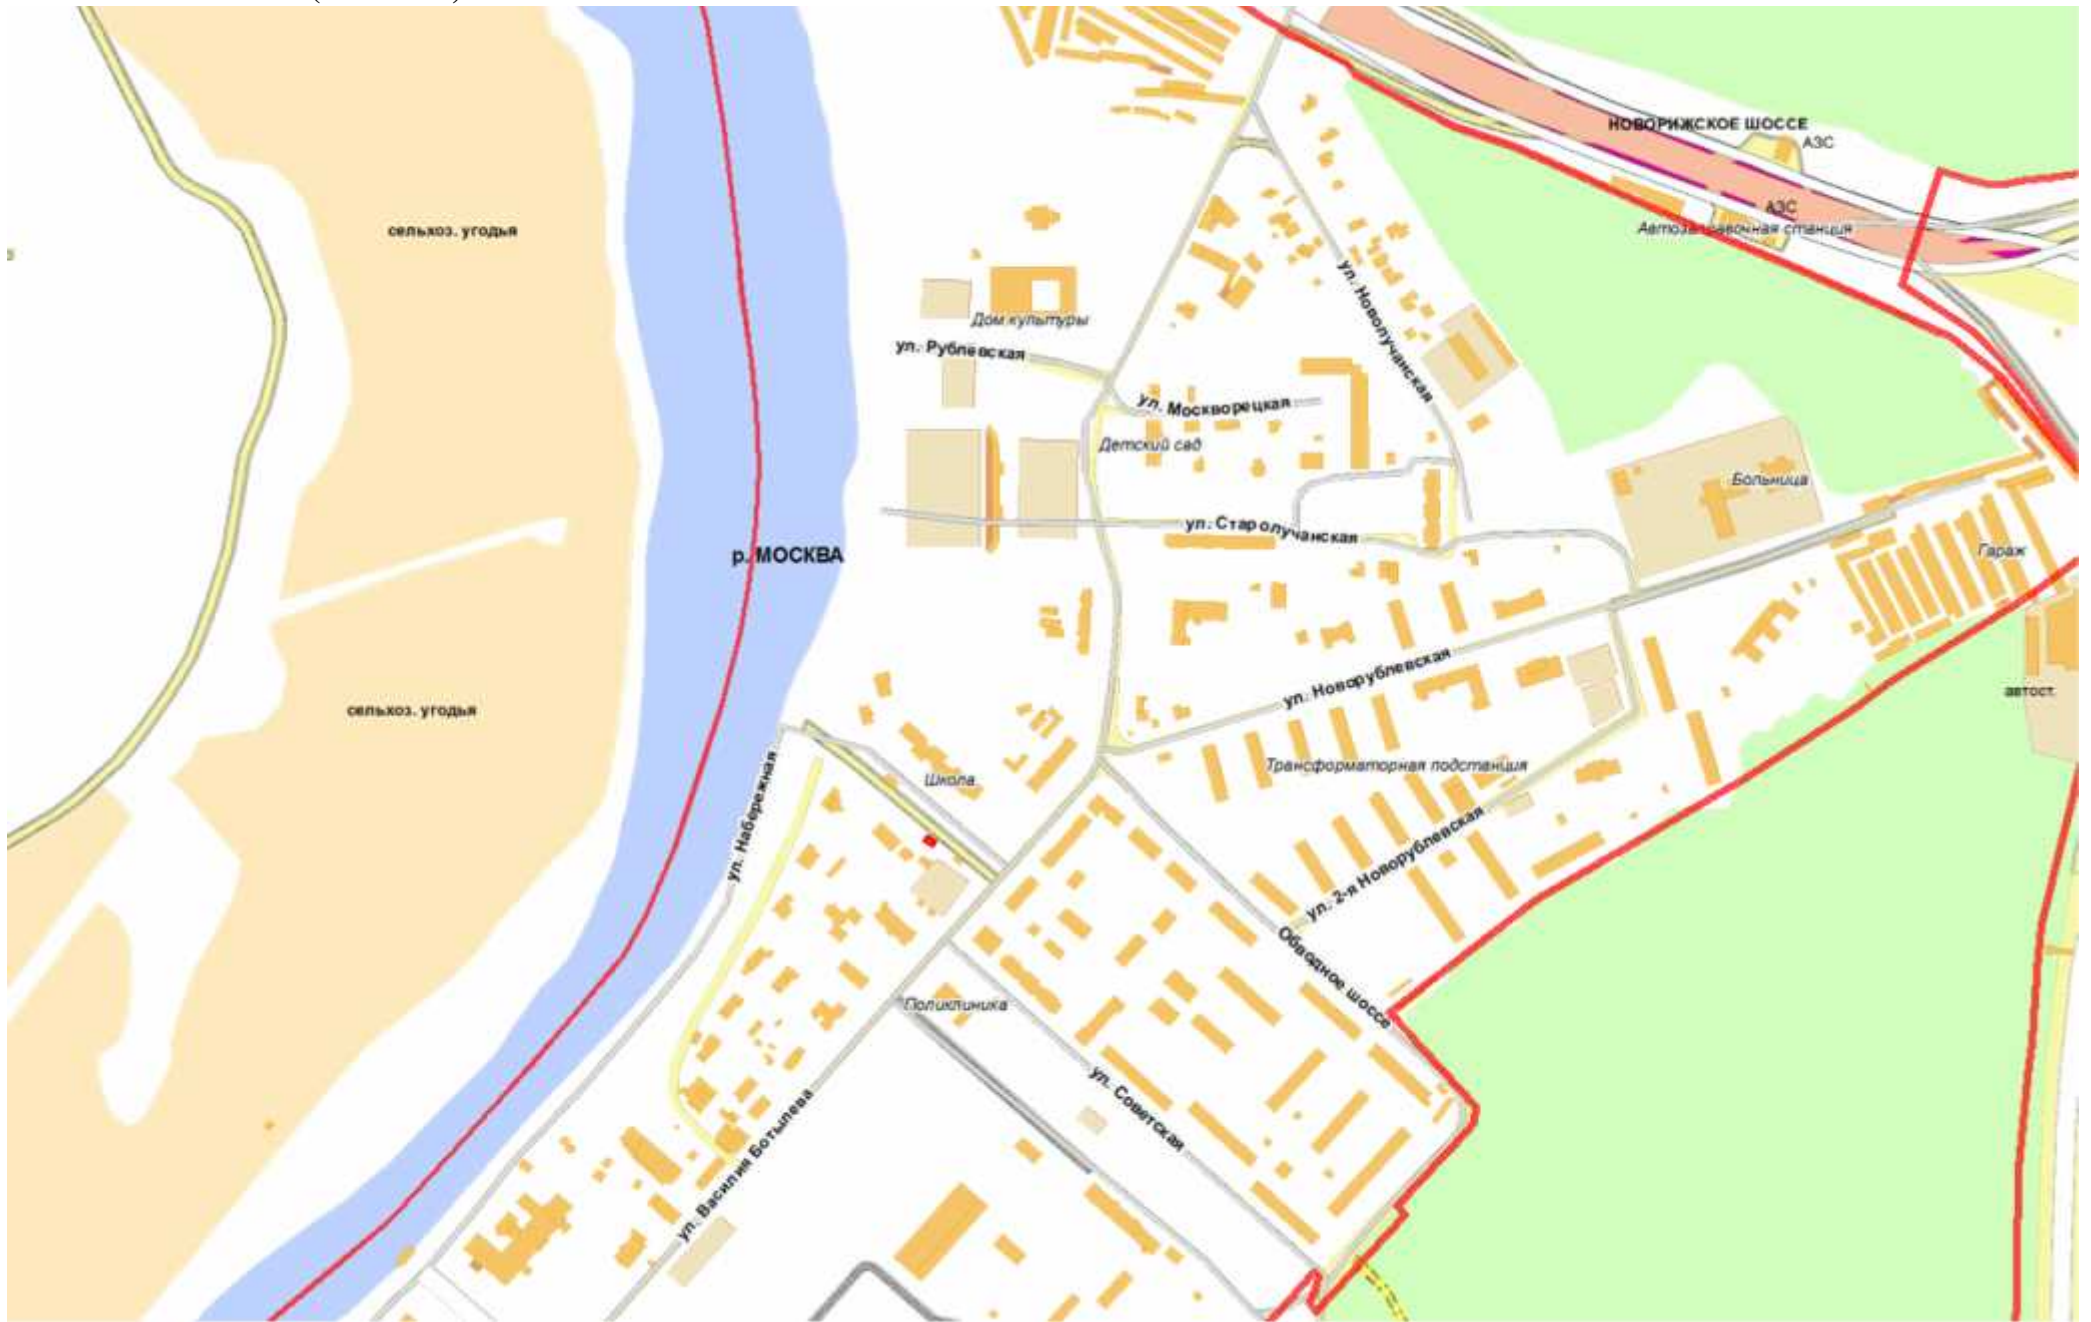 НОВОРИЖСКОЕ ШОССЕ
АЗС
АЗС
Автозаправочная станция
сельхоз. угодья
ул. Новолучанская
Дом культуры
ул. Рублевская
ул. Москворецкая
Детский сад
Больница
ул. Старолучанская
р. МОСКВА
Гараж
ул. Новорублевская
автост.
сельхоз. угодья
Трансформаторная подстанция
Школа
ул. Набережная
ул. 2-я Новорублевская
Обводное шоссе
Поликлиника
ул. Советская
ул. Василия Ботылева